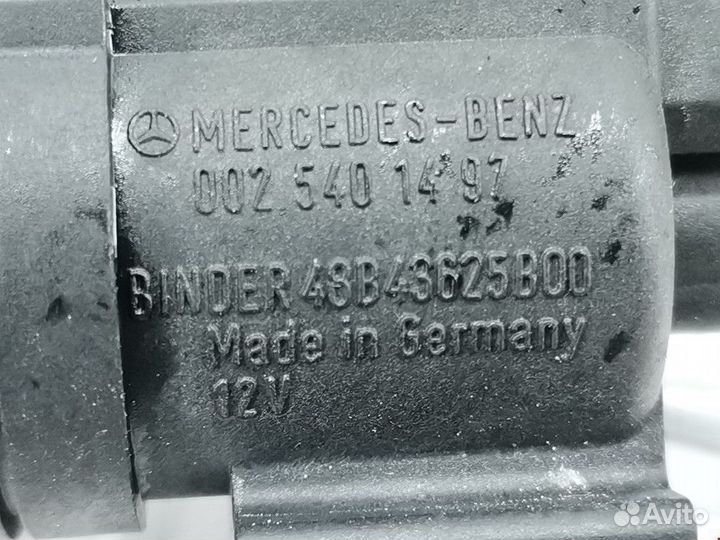 MERCEDES-BENZ
002 540 14 97
BINDER 43B43625B00
Made in Germany
12V
Avito